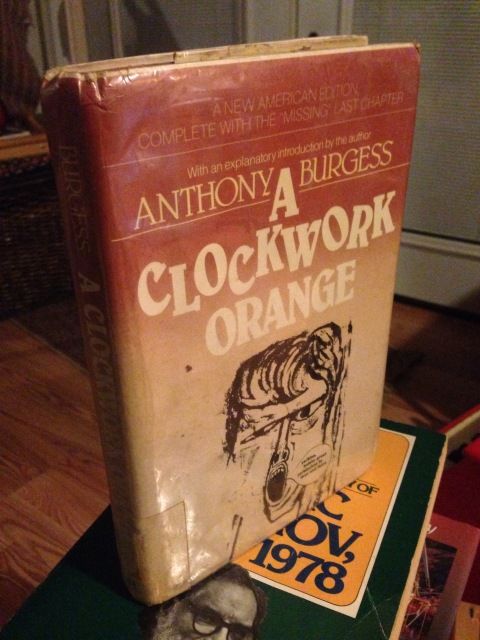 A NEW AMERICAN EDITION,
COMPLETE WITH THE 'MISSING' LAST CHAPTER
With an explanatory introduction by the author
ANTHONY BURGESS
A
CLOCKWORK
ORANGE
BURGESS A CLOCKWORK
OF
1978